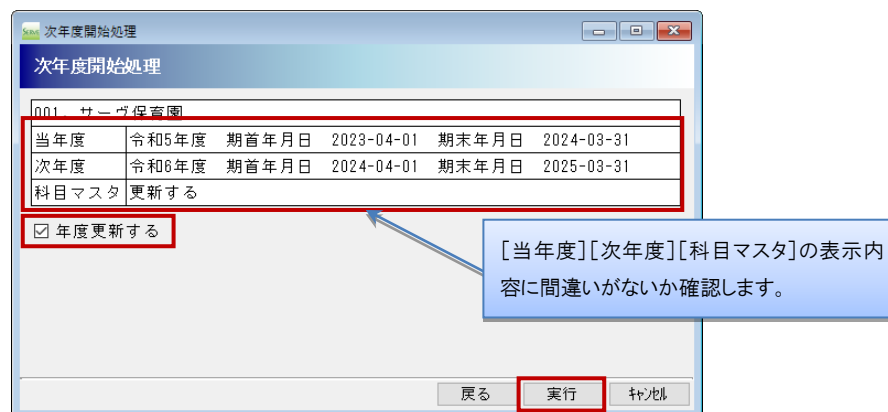 次年度開始処理
次年度開始処理
001. サーヴ保育園
当年度 令和5年度 期首年月日 2023-04-01 期末年月日 2024-03-31
次年度 令和6年度 期首年月日 2024-04-01 期末年月日 2025-03-31
科目マスタ 更新する
年度更新する
[当年度][次年度][科目マスタ]の表示内
容に間違いがないか確認します。
戻る 実行 ｷｬﾝｾﾙ